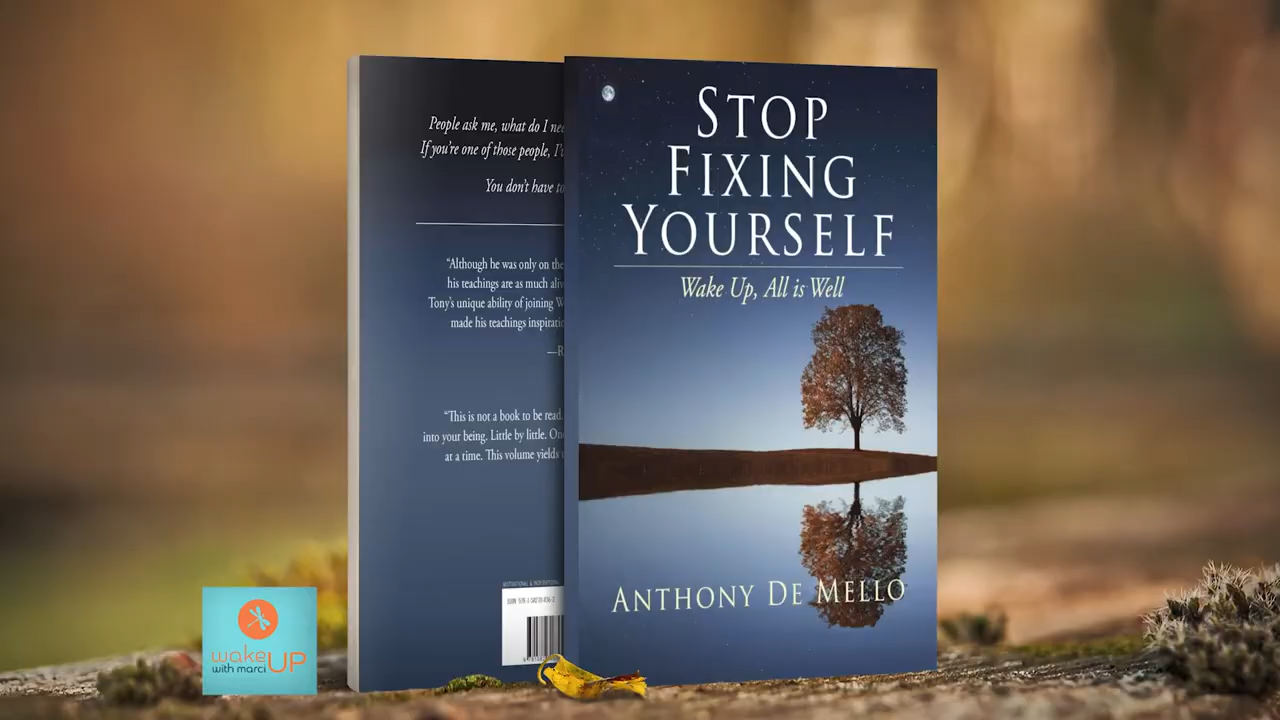 People ask me, what do I nee
If you're one of those people, I'
You don't have to
"Although he was only on the
his teachings are as much aliv
Tony's unique ability of joining W
made his teachings inspiratio
—R
"This is not a book to be read.
into your being. Little by little. On
at a time. This volume yields
STOP
FIXING
YOURSELF
Wake Up, All is Well
ANTHONY DE MELLO
wake UP
with marci